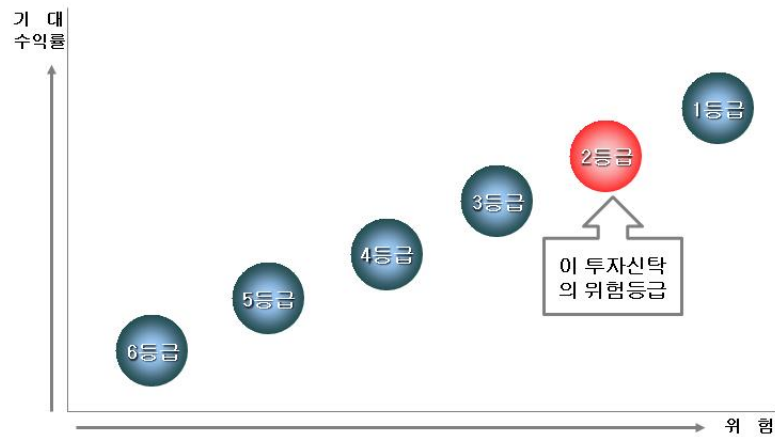 기 대
수익률
1등급
2등급
3등급
4등급
5등급
6등급
이 투자신탁
의 위험등급
위 험